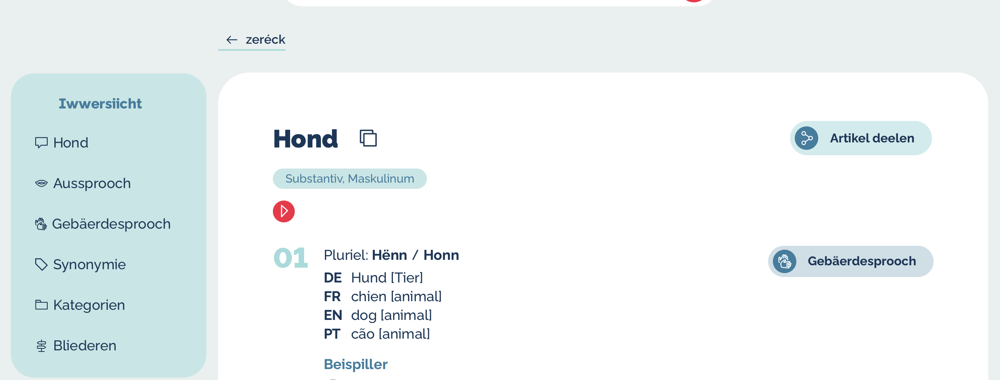 zeréck
Iwwersiicht
Hond
Aussprooch
Gebäerdesprooch
Synonymie
Kategorien
Bliederen
Hond
Artikel deelen
Substantiv, Maskulinum
01 Pluriel: Hënn / Honn
Gebäerdesprooch
DE Hund [Tier]
FR chien [animal]
EN dog [animal]
PT cão [animal]
Beispiller